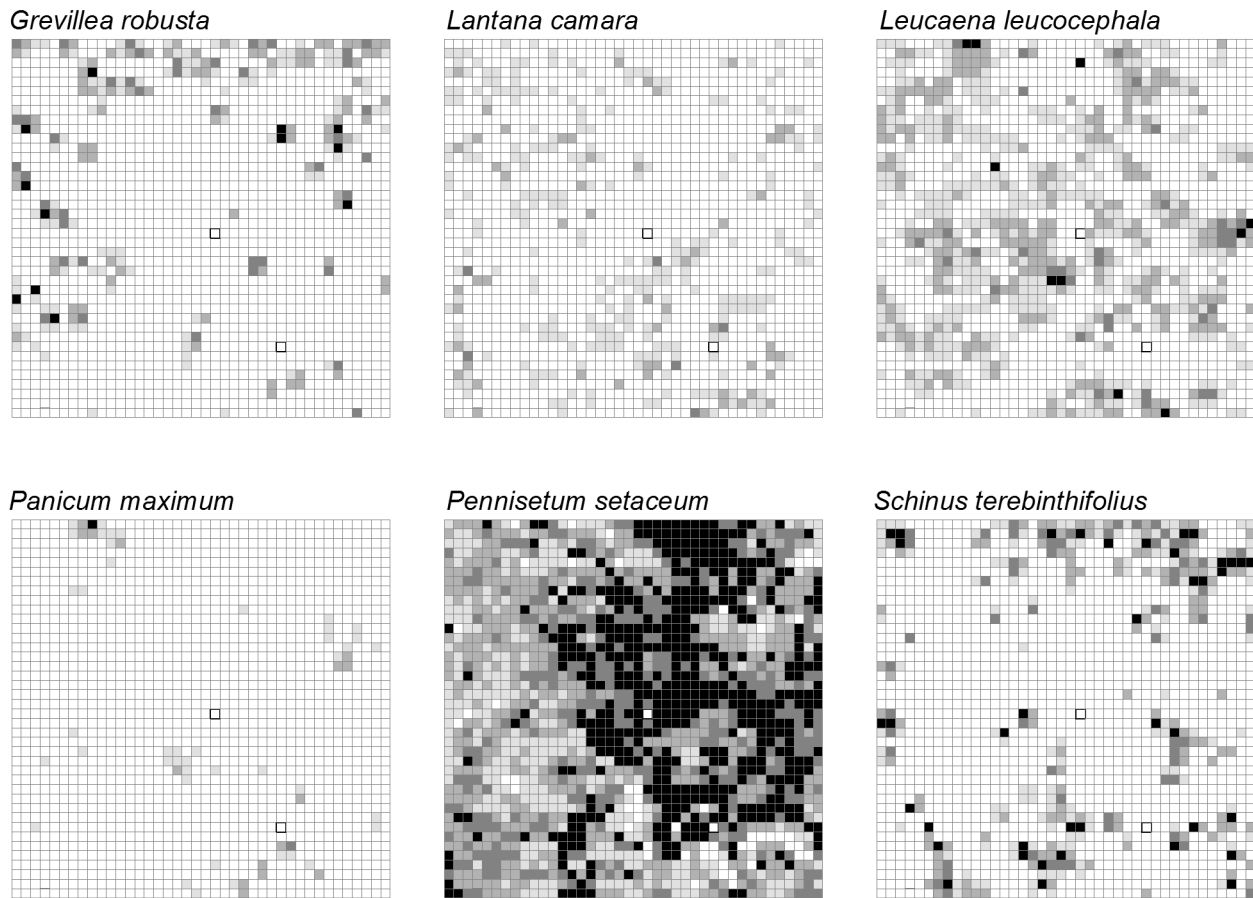 Grevillea robusta
Lantana camara
Leucaena leucocephala
Panicum maximum
Pennisetum setaceum
Schinus terebinthifolius